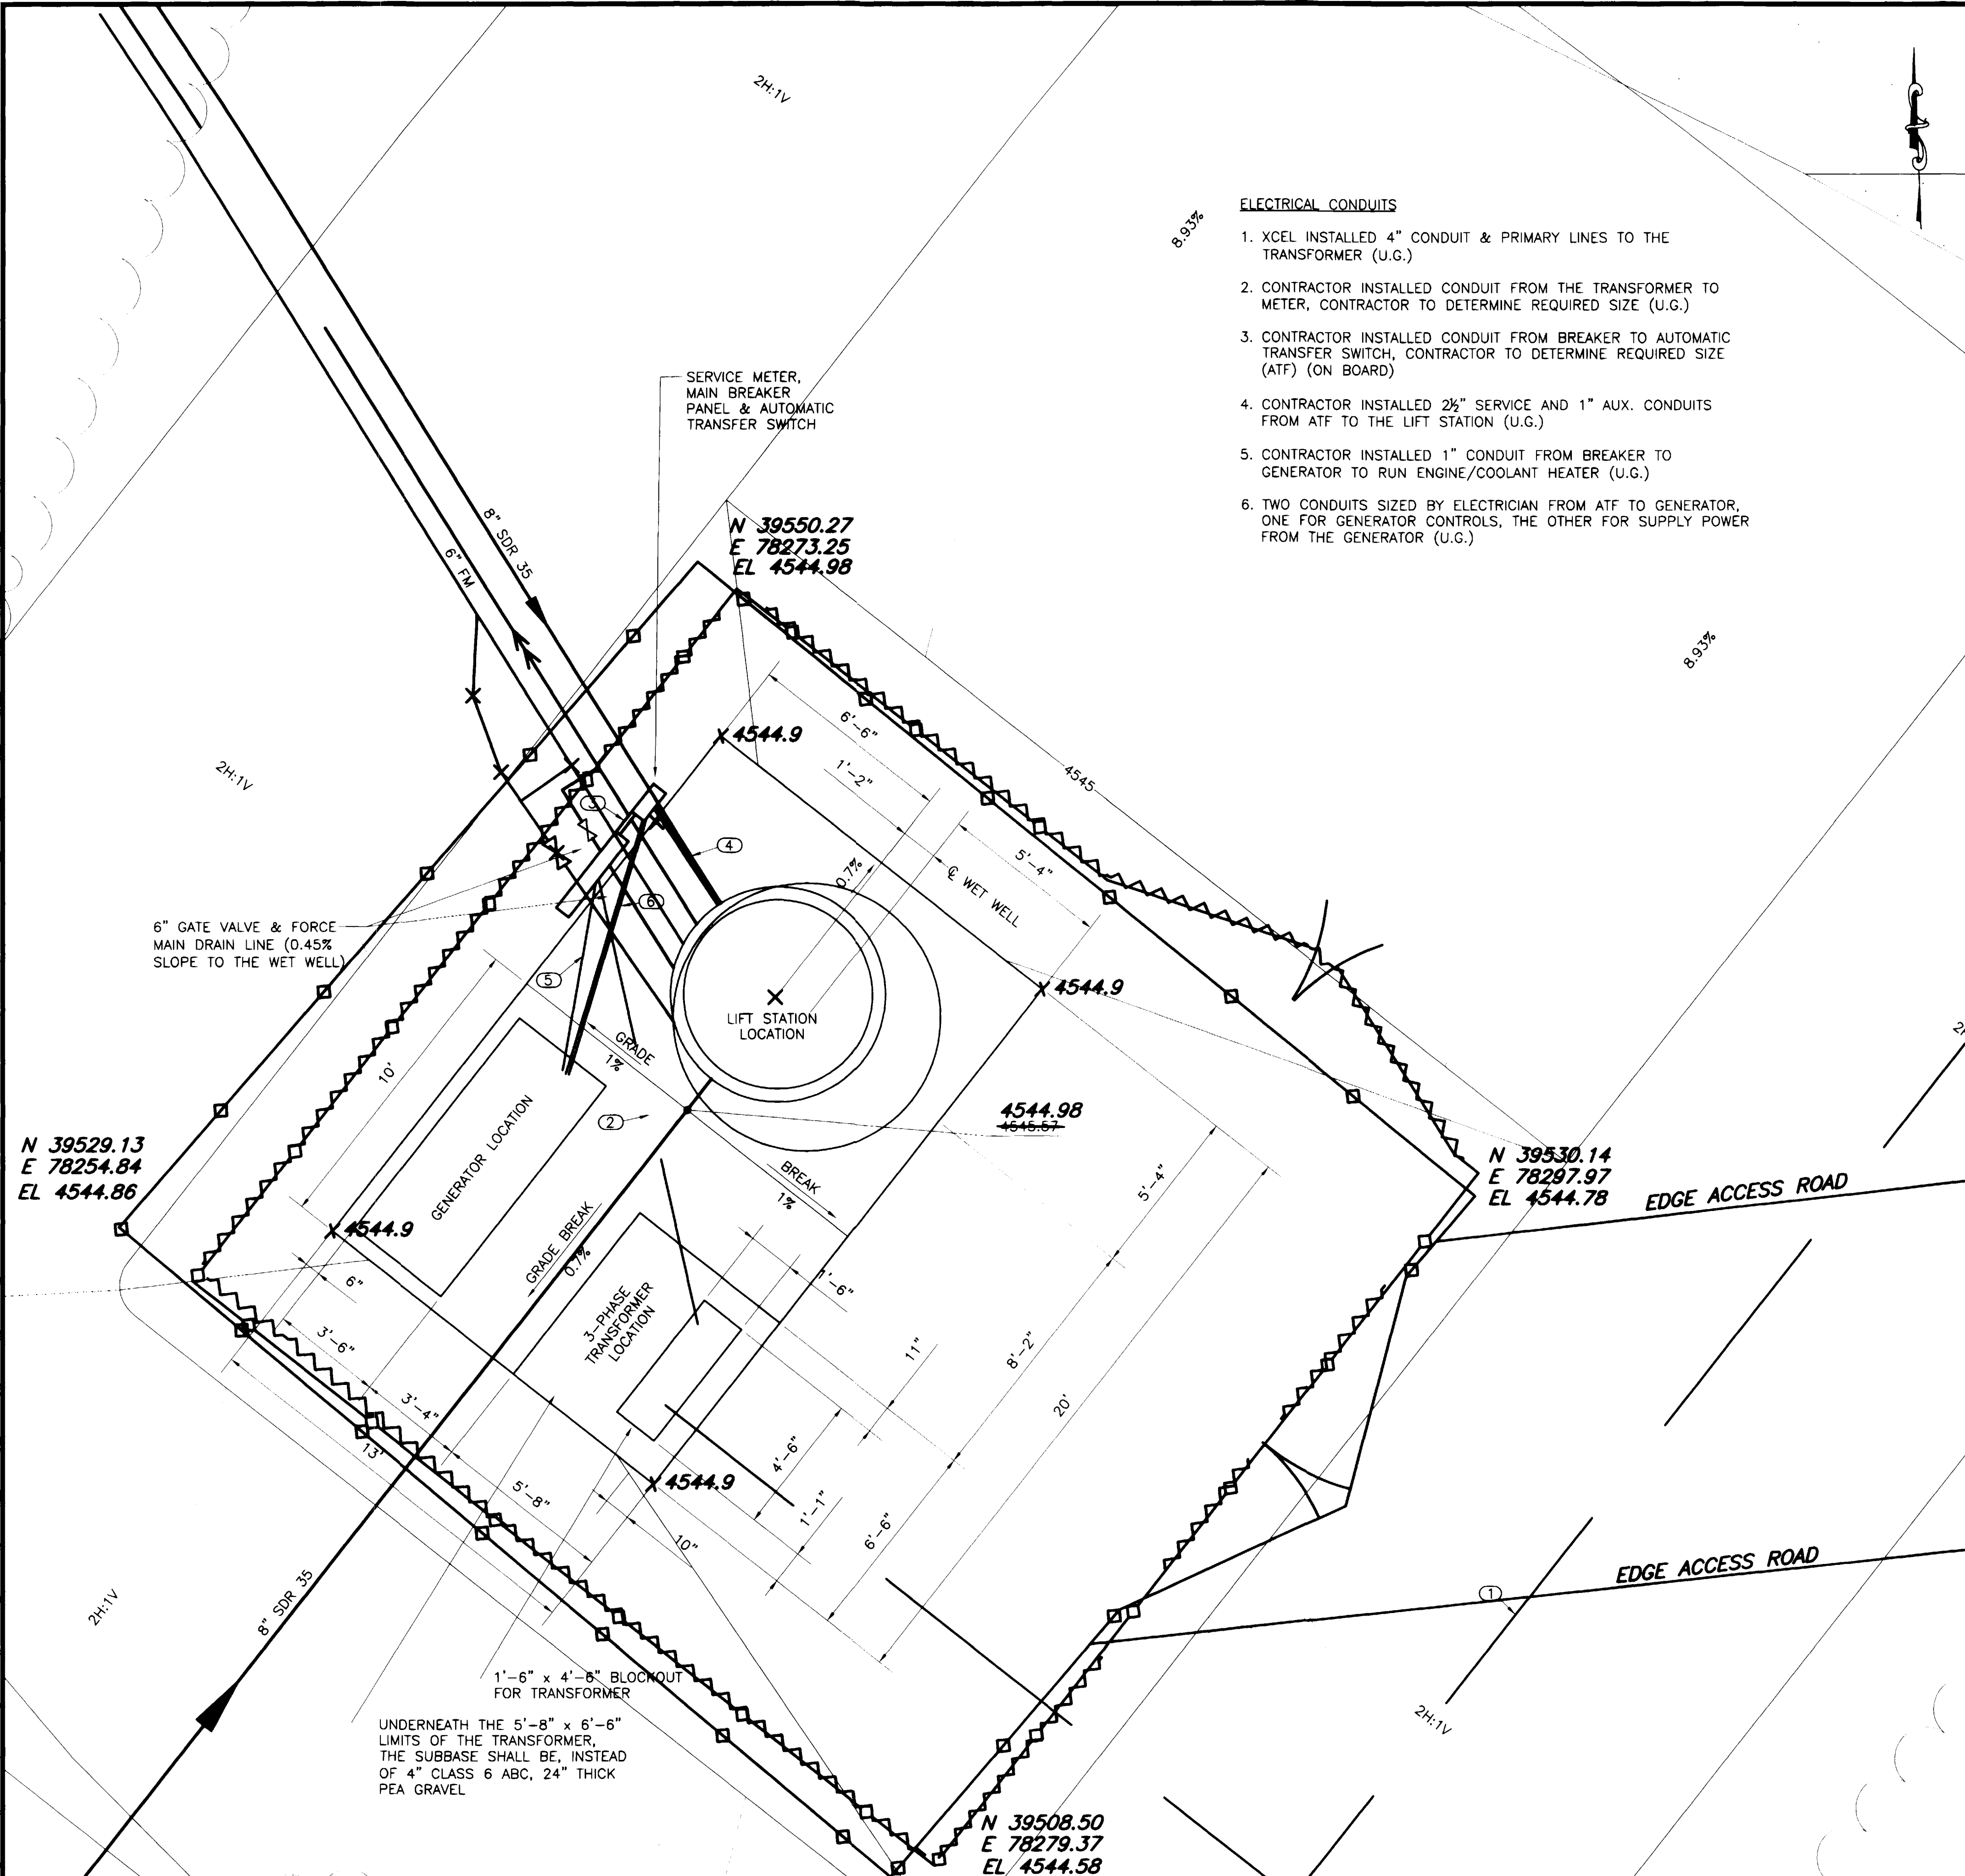 2H:1V
8.93%
ELECTRICAL CONDUITS
1. XCEL INSTALLED 4" CONDUIT & PRIMARY LINES TO THE
TRANSFORMER (U.G.)
2. CONTRACTOR INSTALLED CONDUIT FROM THE TRANSFORMER TO
METER, CONTRACTOR TO DETERMINE REQUIRED SIZE (U.G.)
3. CONTRACTOR INSTALLED CONDUIT FROM BREAKER TO AUTOMATIC
TRANSFER SWITCH, CONTRACTOR TO DETERMINE REQUIRED SIZE
(ATF) (ON BOARD)
4. CONTRACTOR INSTALLED 2½" SERVICE AND 1" AUX. CONDUITS
FROM ATF TO THE LIFT STATION (U.G.)
5. CONTRACTOR INSTALLED 1" CONDUIT FROM BREAKER TO
GENERATOR TO RUN ENGINE/COOLANT HEATER (U.G.)
6. TWO CONDUITS SIZED BY ELECTRICIAN FROM ATF TO GENERATOR,
ONE FOR GENERATOR CONTROLS, THE OTHER FOR SUPPLY POWER
FROM THE GENERATOR (U.G.)
SERVICE METER,
MAIN BREAKER
PANEL & AUTOMATIC
TRANSFER SWITCH
8" SDR 35
6" FM
N 39550.27
E 78273.25
EL 4544.98
8.93%
4544.9
6'-6"
1'-2"
4545
2H:1V
3
4
0.7%
5'-4"
℄ WET WELL
6
6" GATE VALVE & FORCE
MAIN DRAIN LINE (0.45%
SLOPE TO THE WET WELL)
5
4544.9
LIFT STATION
LOCATION
GRADE
1%
10'
2
4544.98
4545.57
N 39529.13
E 78254.84
EL 4544.86
GENERATOR LOCATION
BREAK
1%
5'-4"
N 39530.14
E 78297.97
EL 4544.78
EDGE ACCESS ROAD
4544.9
GRADE BREAK
0.7%
6"
1'-6"
3-PHASE
TRANSFORMER
LOCATION
3'-6"
11"
8'-2"
3'-4"
20'
13'
4'-6"
4544.9
5'-8"
1'-1"
6'-6"
10"
EDGE ACCESS ROAD
1
2H:1V
8" SDR 35
1'-6" x 4'-6" BLOCKOUT
FOR TRANSFORMER
2H:1V
UNDERNEATH THE 5'-8" x 6'-6"
LIMITS OF THE TRANSFORMER,
THE SUBBASE SHALL BE, INSTEAD
OF 4" CLASS 6 ABC, 24" THICK
PEA GRAVEL
N 39508.50
E 78279.37
EL 4544.58